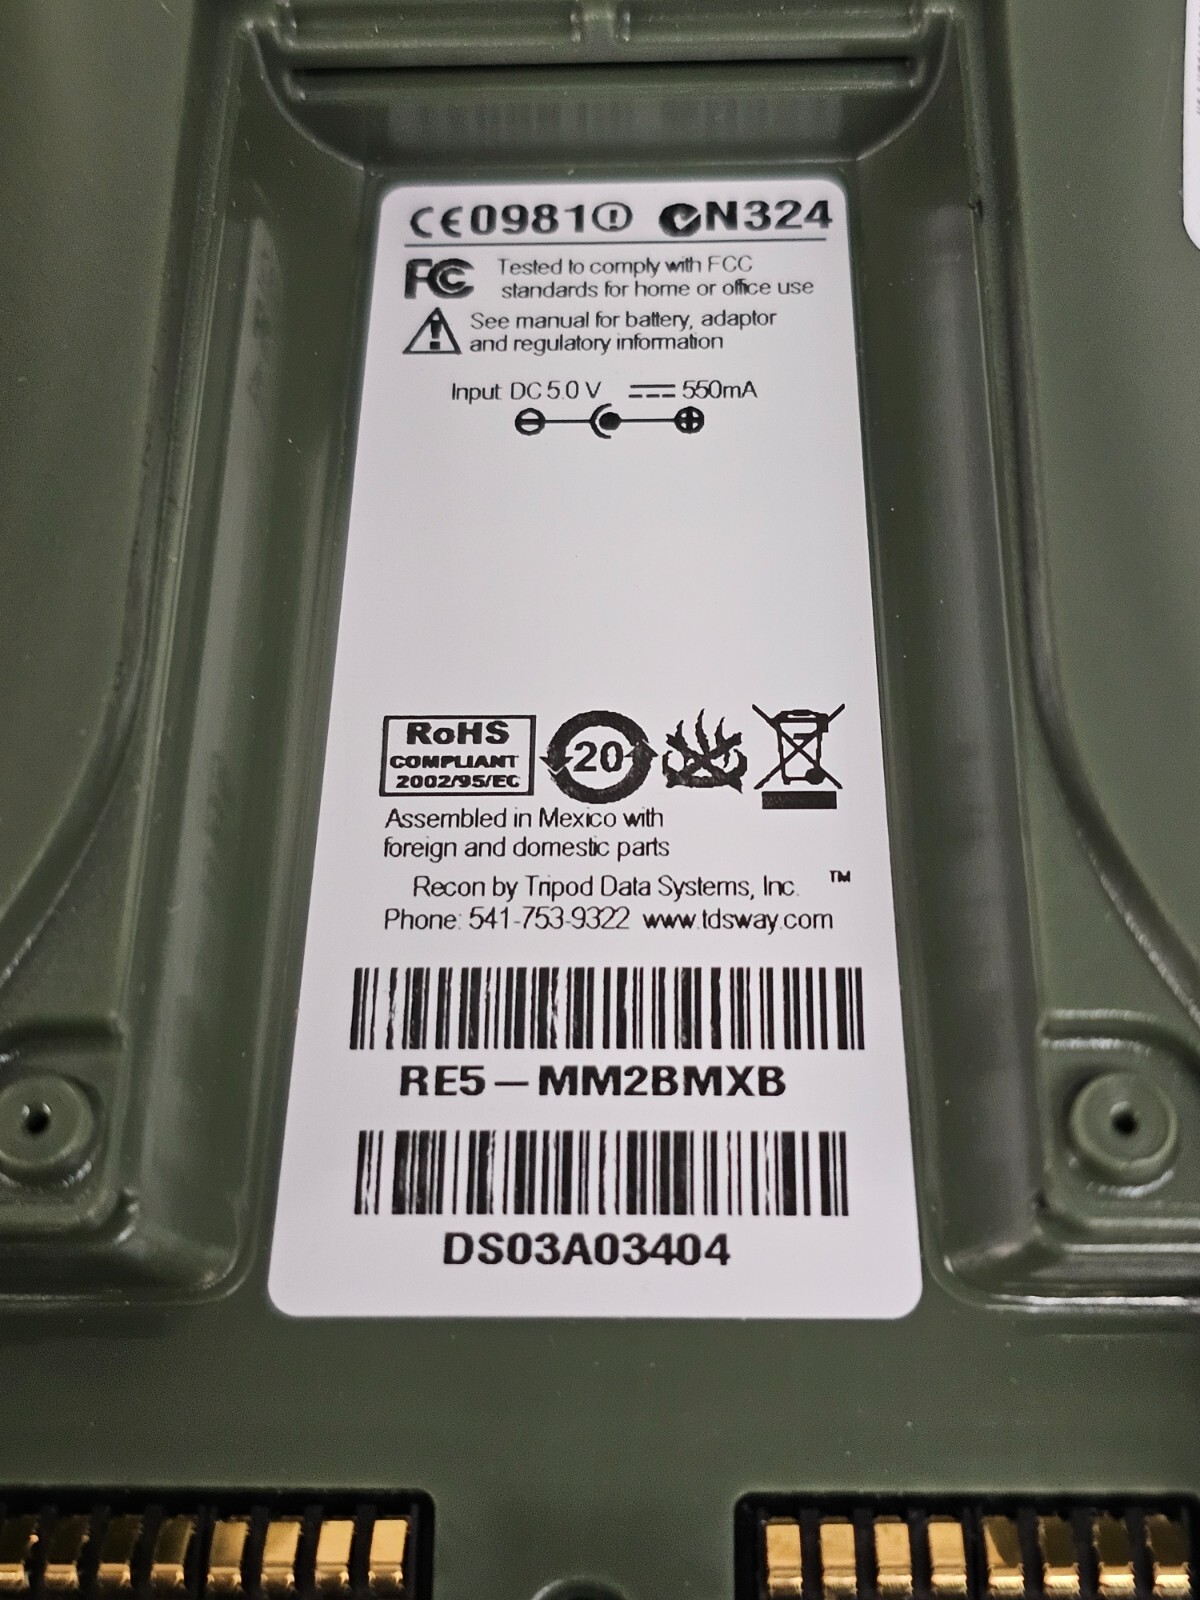 CE0981 N324
FC Tested to comply with FCC
standards for home or office use
See manual for battery, adaptor
and regulatory information
Input DC 5.0 V 550mA
RoHS
COMPLIANT
2002/95/EC
20
Assembled in Mexico with
foreign and domestic parts
Recon by Tripod Data Systems, Inc. ™
Phone: 541-753-9322 www.tdsway.com
RE5-MM2BMXB
DS03A03404